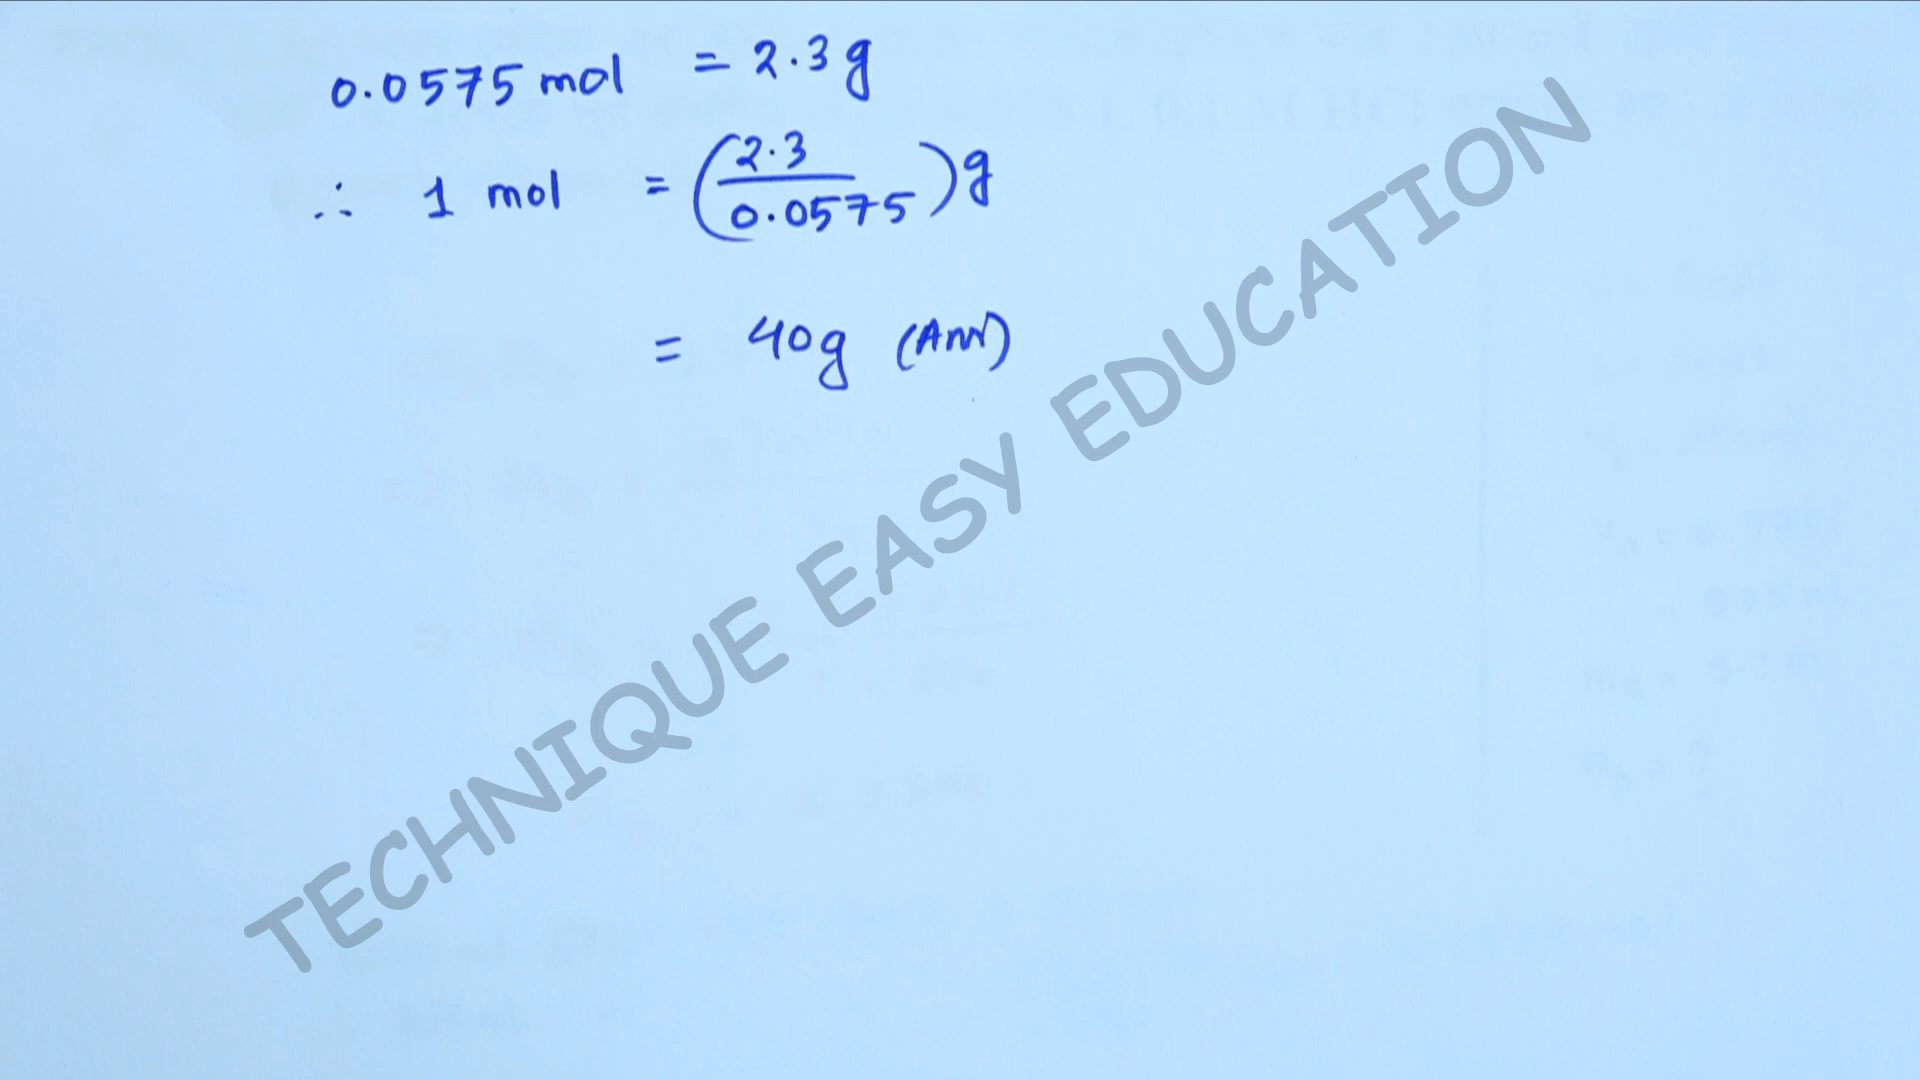 0.0575 mol = 2.3 g
∴ 1 mol = (2.3 / 0.0575) g
= 40g (Ans)
TECHNIQUE EASY EDUCATION